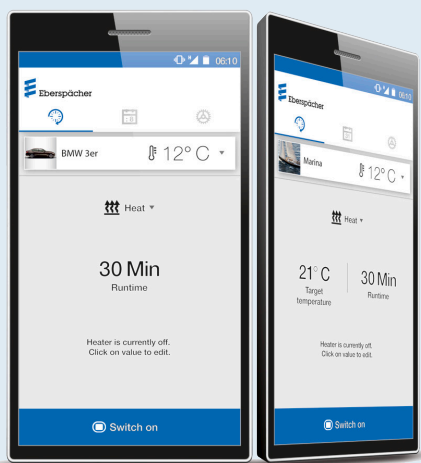 06:10
Eberspächer
BMW 3er
12° C
Heat
30 Min
Runtime
Heater is currently off.
Click on value to edit.
Switch on
06:10
Eberspächer
Marina
12° C
Heat
21° C
Target
temperature
30 Min
Runtime
Heater is currently off.
Click on value to edit.
Switch on